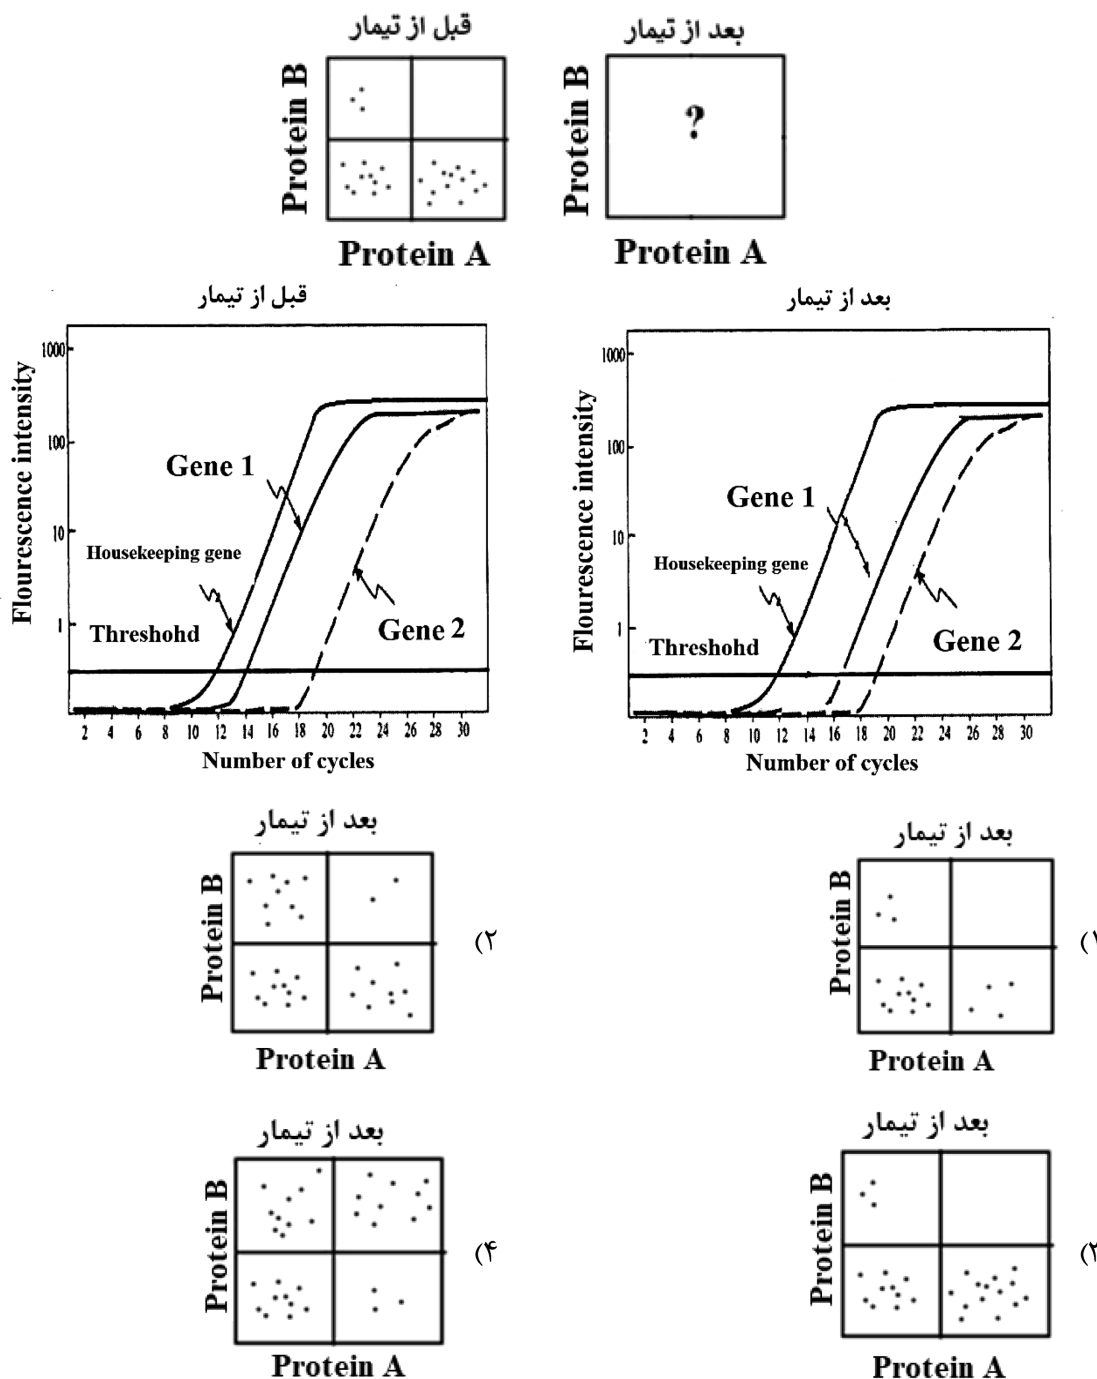 قبل از تیمار
بعد از تیمار
Protein B
?
Protein B
Protein A
Protein A
قبل از تیمار
بعد از تیمار
Flourescence intensity
1000
100
10
1
Gene 1
Housekeeping gene
Gene 2
Threshohd
2 4 6 8 10 12 14 16 18 20 22 24 26 28 30
Number of cycles
Flourescence intensity
1000
100
10
1
Gene 1
Housekeeping gene
Gene 2
Threshohd
2 4 6 8 10 12 14 16 18 20 22 24 26 28 30
Number of cycles
بعد از تیمار
Protein B
Protein A
(۱
بعد از تیمار
Protein B
Protein A
(۲
بعد از تیمار
Protein B
Protein A
بعد از تیمار
Protein B
Protein A
(۴